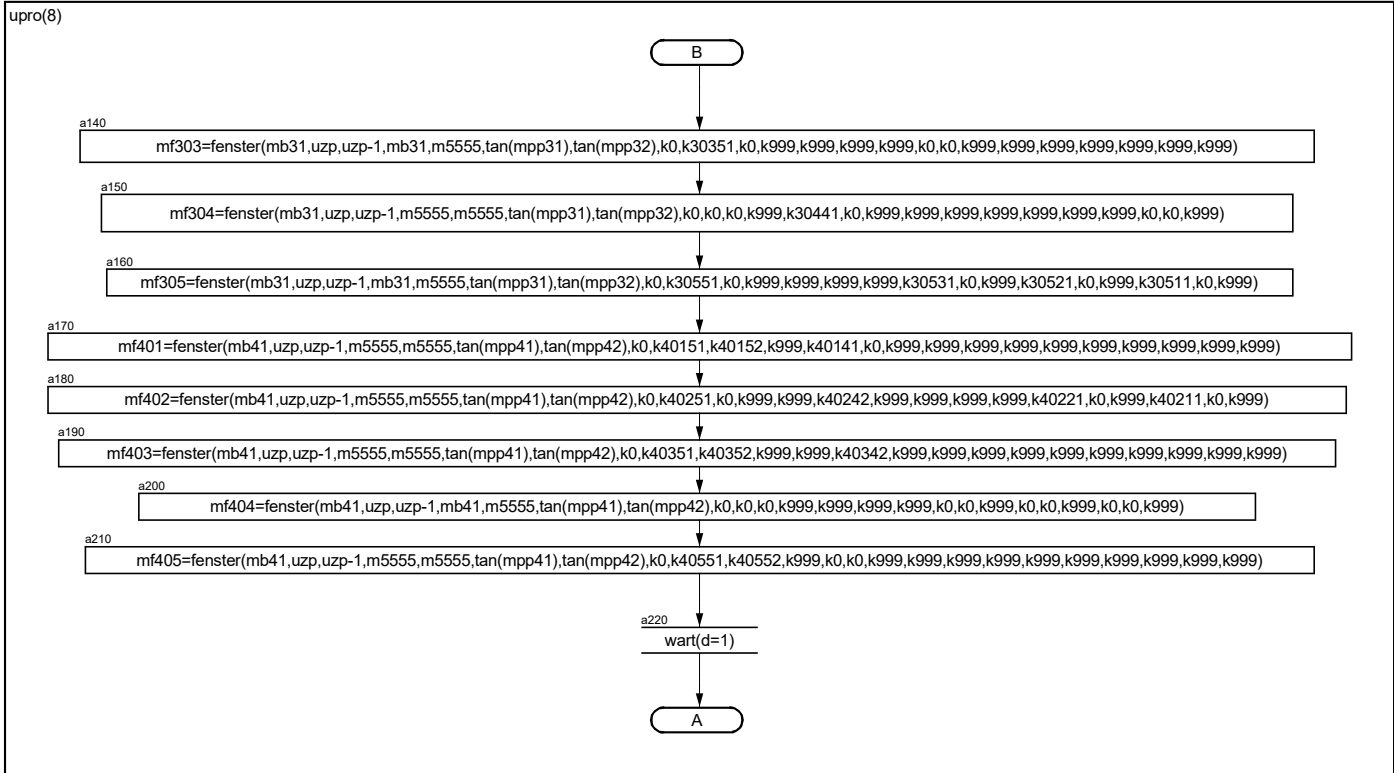 upro(8)
B
a140
mf303=fenster(mb31,uzp,uzp-1,mb31,m5555,tan(mpp31),tan(mpp32),k0,k30351,k0,k999,k999,k999,k999,k0,k0,k999,k999,k999,k999,k999,k999,k999)
a150
mf304=fenster(mb31,uzp,uzp-1,m5555,m5555,tan(mpp31),tan(mpp32),k0,k0,k0,k999,k30441,k0,k999,k999,k999,k999,k999,k999,k999,k0,k0,k999)
a160
mf305=fenster(mb31,uzp,uzp-1,mb31,m5555,tan(mpp31),tan(mpp32),k0,k30551,k0,k999,k999,k999,k999,k30531,k0,k999,k30521,k0,k999,k30511,k0,k999)
a170
mf401=fenster(mb41,uzp,uzp-1,m5555,m5555,tan(mpp41),tan(mpp42),k0,k40151,k40152,k999,k40141,k0,k999,k999,k999,k999,k999,k999,k999,k999,k999,k999)
a180
mf402=fenster(mb41,uzp,uzp-1,m5555,m5555,tan(mpp41),tan(mpp42),k0,k40251,k0,k999,k999,k40242,k999,k999,k999,k999,k40221,k0,k999,k40211,k0,k999)
a190
mf403=fenster(mb41,uzp,uzp-1,m5555,m5555,tan(mpp41),tan(mpp42),k0,k40351,k40352,k999,k999,k40342,k999,k999,k999,k999,k999,k999,k999,k999,k999,k999)
a200
mf404=fenster(mb41,uzp,uzp-1,mb41,m5555,tan(mpp41),tan(mpp42),k0,k0,k0,k999,k999,k999,k999,k0,k0,k999,k0,k0,k999,k0,k0,k999)
a210
mf405=fenster(mb41,uzp,uzp-1,m5555,m5555,tan(mpp41),tan(mpp42),k0,k40551,k40552,k999,k0,k0,k999,k999,k999,k999,k999,k999,k999,k999,k999,k999)
a220
wart(d=1)
A